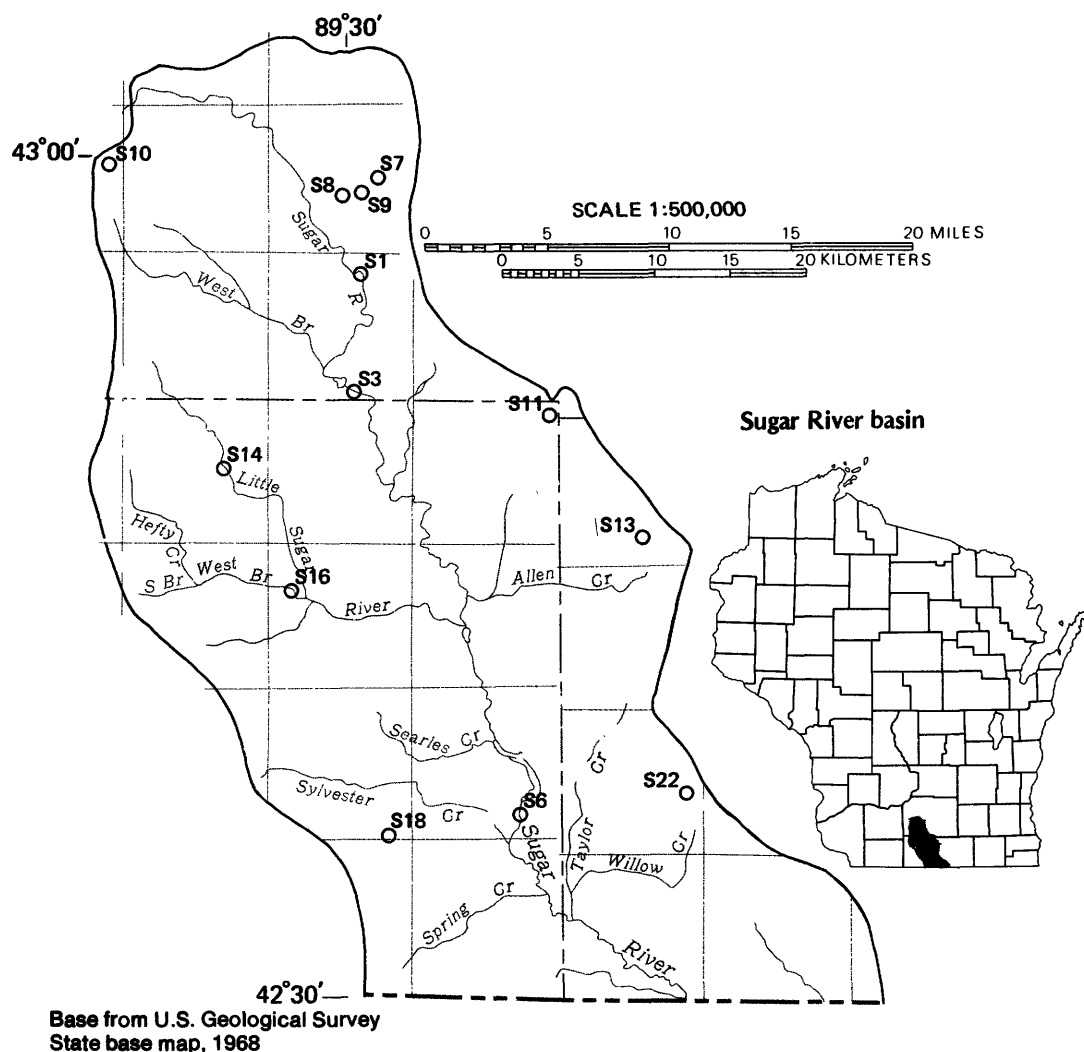 89°30'
43°00'
S10
S7
S8
S9
SCALE 1:500,000
0 5 10 15 20 MILES
0 5 10 15 20 KILOMETERS
Sugar
S1
R
West
Br
S3
S11
Sugar River basin
S14
Little
Hefty
Cr
Sugar
S13
S Br
West
Br
S16
River
Allen
Cr
Searles Cr
Sylvester
Cr
S18
S6
Sugar
Cr
S22
Taylor
Willow
Cr
Spring
Cr
River
42°30'
Base from U.S. Geological Survey
State base map, 1968